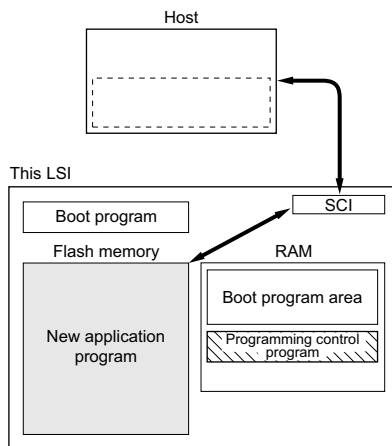 Host
This LSI
SCI
Boot program
Flash memory
RAM
Boot program area
New application
program
Programming control
program